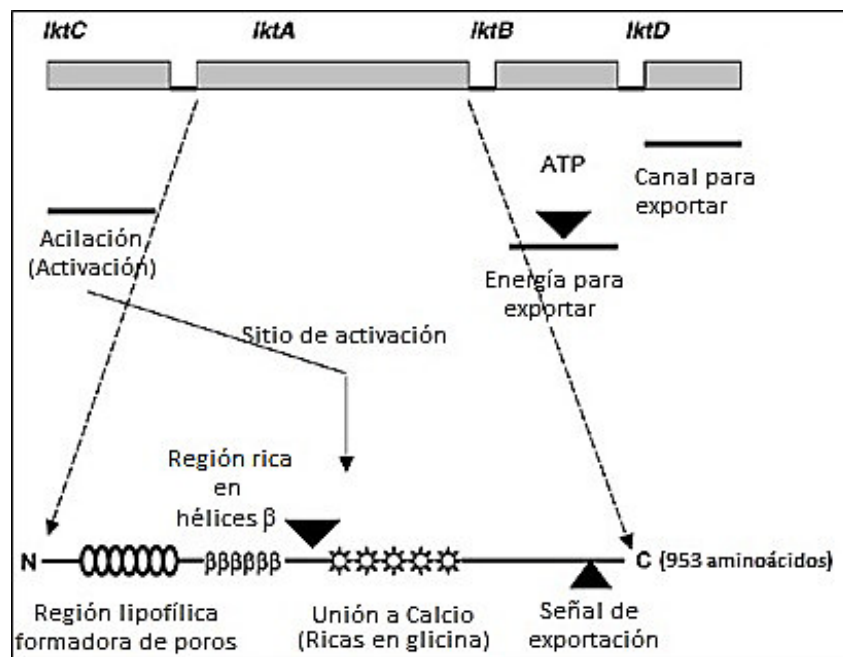 lktC lktA lktB lktD
ATP
Canal para
exportar
Acilación
(Activación)
Energía para
exportar
Sitio de activación
Región rica
en
hélices β
N ββββββ C (953 aminoácidos)
Región lipofílica
formadora de poros
Unión a Calcio
(Ricas en glicina)
Señal de
exportación